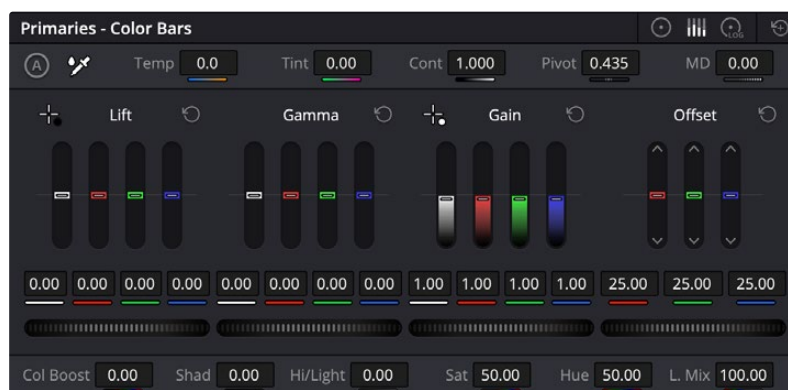 Primaries - Color Bars
LOG
A Temp 0.0 Tint 0.00 Cont 1.000 Pivot 0.435 MD 0.00
Lift Gamma Gain Offset
0.00 0.00 0.00 0.00 0.00 0.00 0.00 0.00 1.00 1.00 1.00 1.00 25.00 25.00 25.00
Col Boost 0.00 Shad 0.00 Hi/Light 0.00 Sat 50.00 Hue 50.00 L. Mix 100.00